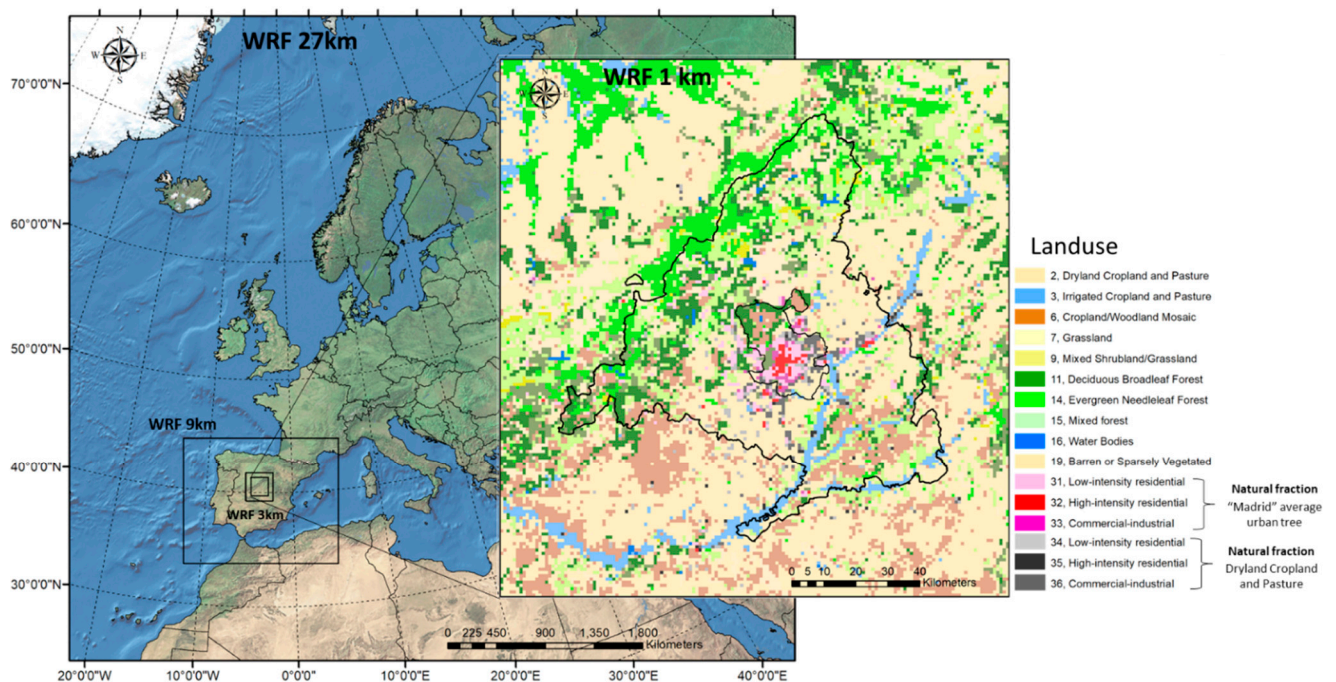 WRF 27km
N
W
E
S
70°0'0"N
60°0'0"N
50°0'0"N
40°0'0"N
30°0'0"N
WRF 9km
WRF 3km
0 225 450 900 1,350 1,800
Kilometers
20°0'0"W 10°0'0"W 0°0'0" 10°0'0"E 20°0'0"E 30°0'0"E 40°0'0"E
WRF 1 km
N
W
E
S
0 5 10 20 30 40
Kilometers
Landuse
2, Dryland Cropland and Pasture
3, Irrigated Cropland and Pasture
6, Cropland/Woodland Mosaic
7, Grassland
9, Mixed Shrubland/Grassland
11, Deciduous Broadleaf Forest
14, Evergreen Needleleaf Forest
15, Mixed forest
16, Water Bodies
19, Barren or Sparsely Vegetated
31, Low-intensity residential
32, High-intensity residential
33, Commercial-industrial
34, Low-intensity residential
35, High-intensity residential
36, Commercial-industrial
Natural fraction
"Madrid" average
urban tree
Natural fraction
Dryland Cropland
and Pasture